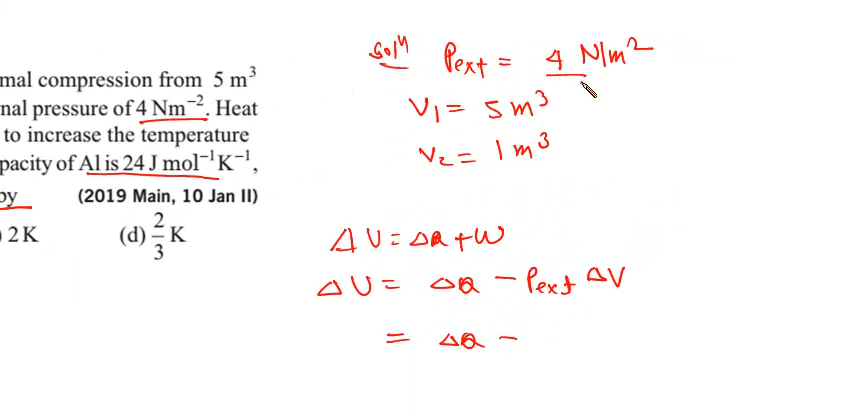 mal compression from 5 m³
nal pressure of 4 Nm⁻². Heat
to increase the temperature
pacity of Al is 24 J mol⁻¹K⁻¹,
(2019 Main, 10 Jan II)
2 K (d) 2/3 K
Solⁿ Pext = 4 N/m²
V₁ = 5 m³
V₂ = 1 m³
ΔU = ΔQ + W
ΔU = ΔQ − Pext ΔV
= ΔQ −